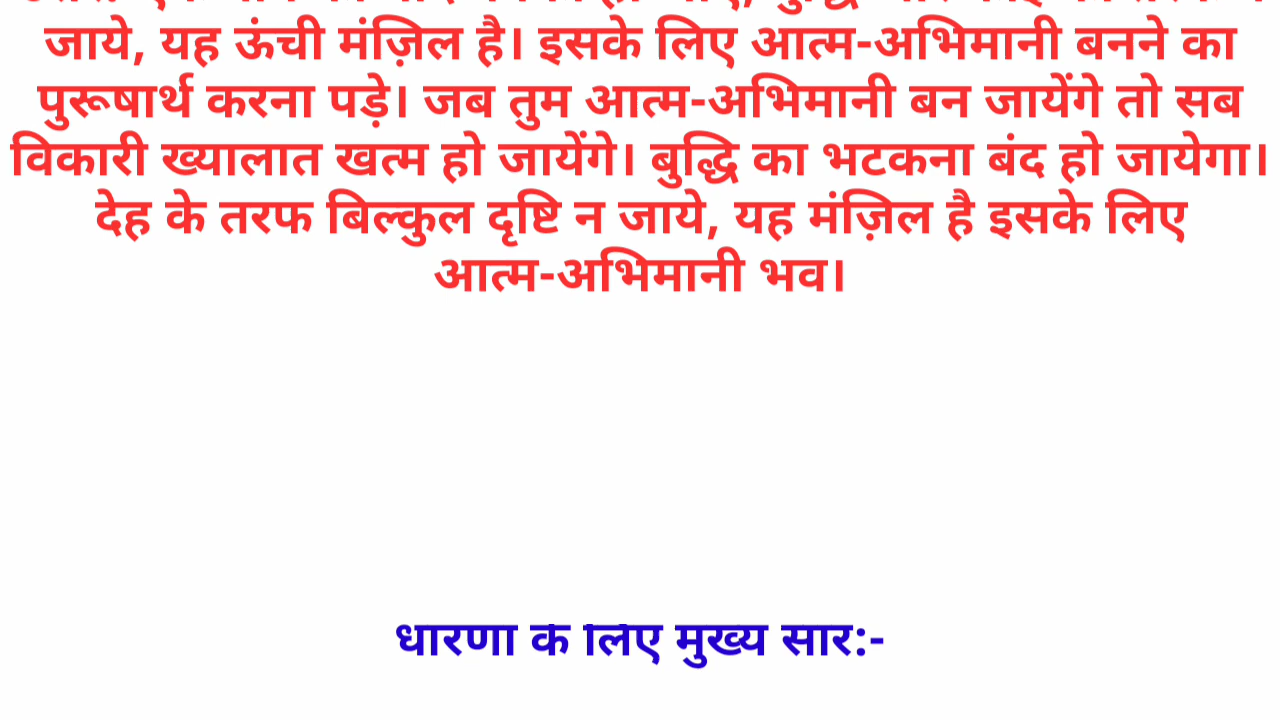 जाये, यह ऊंची मंज़िल है। इसके लिए आत्म-अभिमानी बनने का
पुरूषार्थ करना पड़े। जब तुम आत्म-अभिमानी बन जायेंगे तो सब
विकारी ख्यालात खत्म हो जायेंगे। बुद्धि का भटकना बंद हो जायेगा।
देह के तरफ बिल्कुल दृष्टि न जाये, यह मंज़िल है इसके लिए
आत्म-अभिमानी भव।
धारणा के लिए मुख्य सार:-